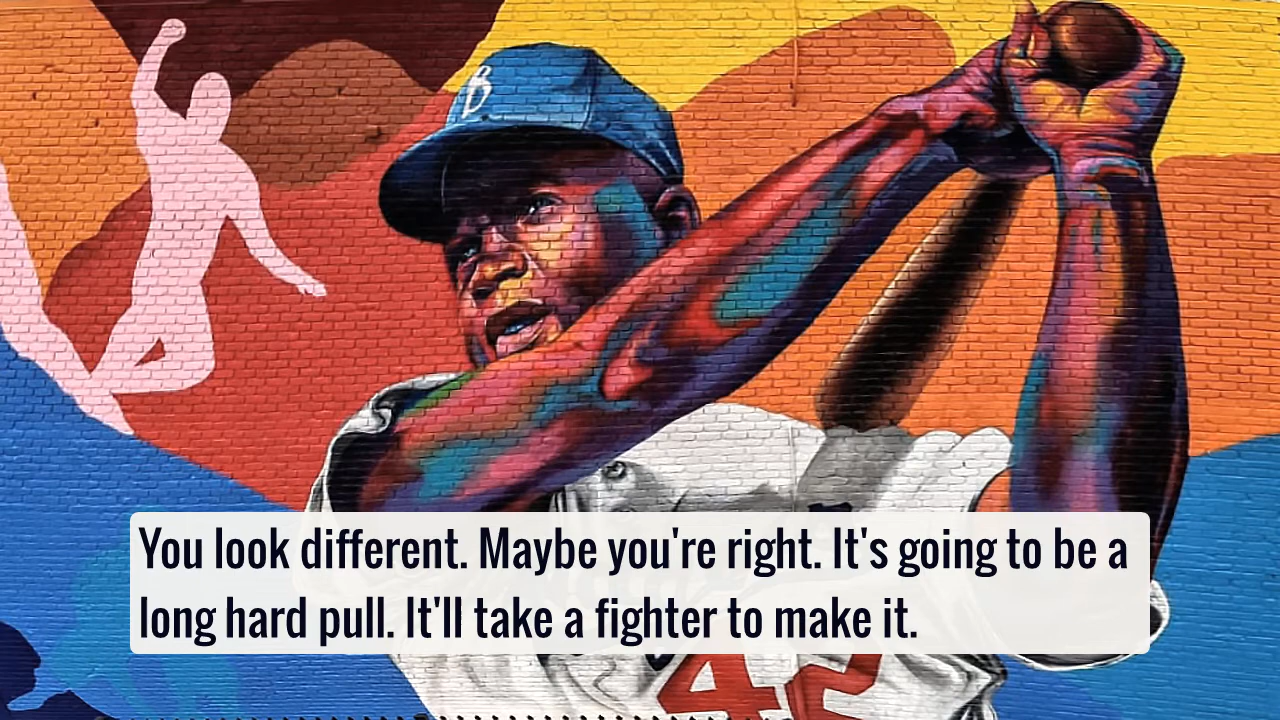 B
You look different. Maybe you're right. It's going to be a
long hard pull. It'll take a fighter to make it.
42